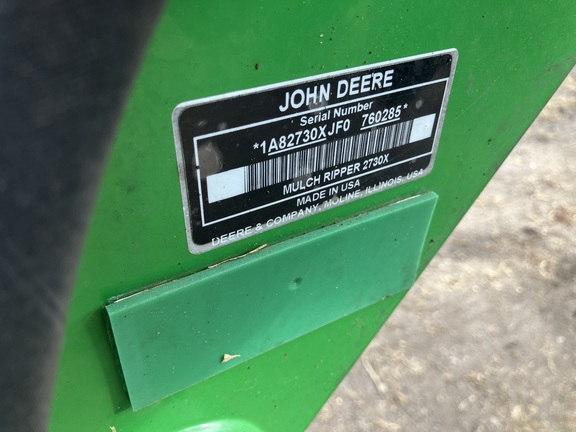 JOHN DEERE
Serial Number
*1A82730XJF0 760285*
MULCH RIPPER 2730X
MADE IN USA
DEERE & COMPANY, MOLINE, ILLINOIS, USA